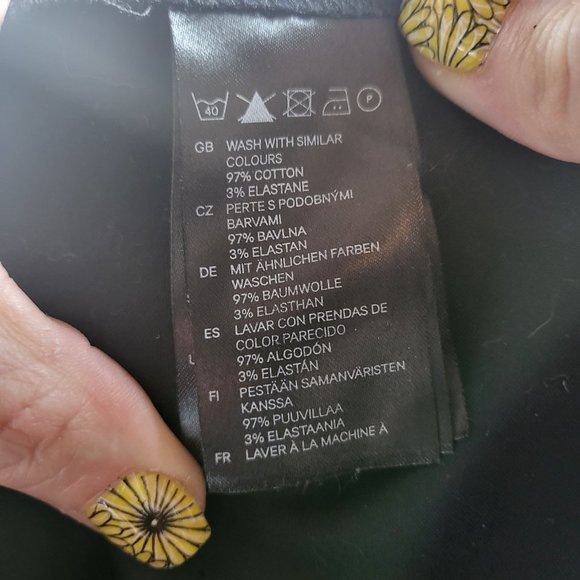 40 P
GB WASH WITH SIMILAR
COLOURS
97% COTTON
3% ELASTANE
CZ PERTE S PODOBNÝMI
BARVAMI
97% BAVLNA
3% ELASTAN
DE MIT ÄHNLICHEN FARBEN
WASCHEN
97% BAUMWOLLE
3% ELASTHAN
ES LAVAR CON PRENDAS DE
COLOR PARECIDO
97% ALGODÓN
3% ELASTÁN
FI PESTÄÄN SAMANVÄRISTEN
KANSSA
97% PUUVILLAA
3% ELASTAANIA
FR LAVER À LA MACHINE À